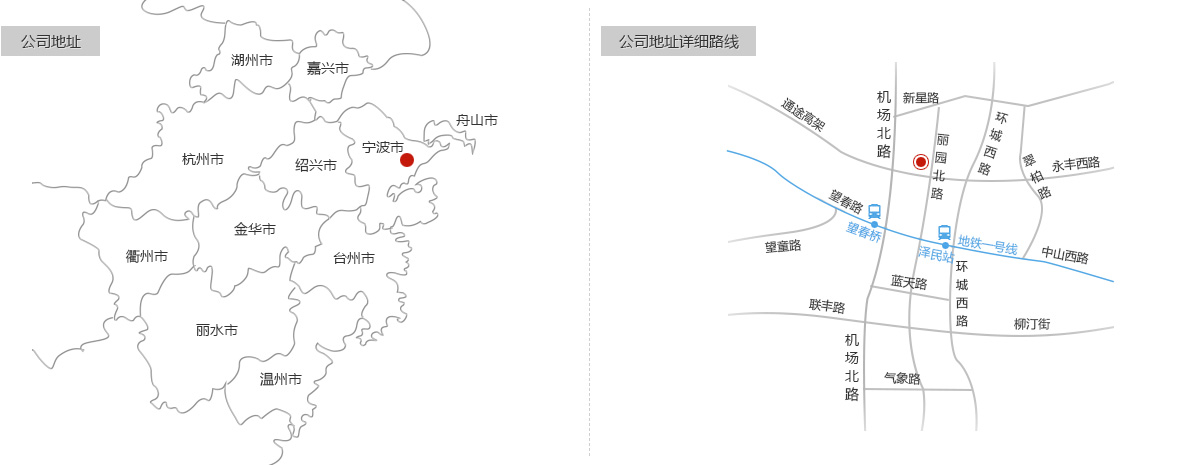 公司地址
湖州市
嘉兴市
舟山市
杭州市
绍兴市
宁波市
金华市
衢州市
台州市
丽水市
温州市
公司地址详细路线
通途高架
机场北路
新星路
丽园北路
环城西路
翠柏路
永丰西路
望春路
望春桥
望童路
泽民站
地铁一号线
中山西路
蓝天路
环城西路
联丰路
柳汀街
机场北路
气象路